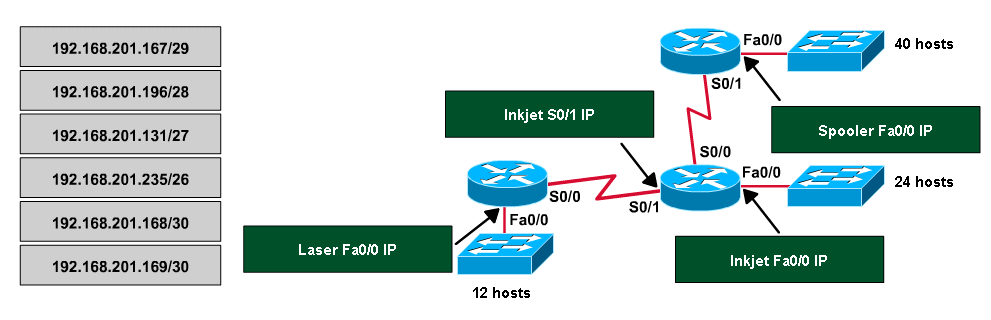 192.168.201.167/29
192.168.201.196/28
192.168.201.131/27
192.168.201.235/26
192.168.201.168/30
192.168.201.169/30
Fa0/0
40 hosts
S0/1
Spooler Fa0/0 IP
Inkjet S0/1 IP
S0/0
Fa0/0
24 hosts
S0/0
S0/1
Fa0/0
Laser Fa0/0 IP
Inkjet Fa0/0 IP
12 hosts